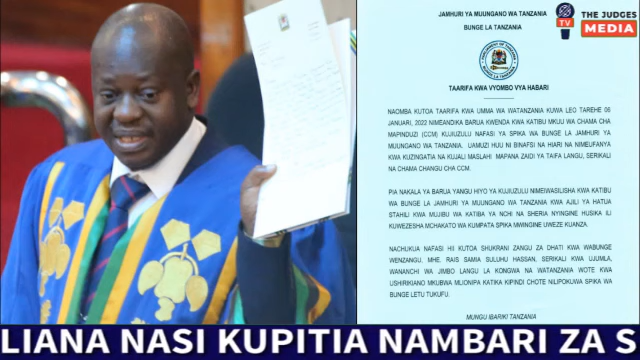 JAMHURI YA MUUNGANO WA TANZANIA
BUNGE LA TANZANIA
THE JUDGES
TV
MEDIA
PARLIAMENT OF TANZANIA
BUNGE LA TANZANIA
TAARIFA KWA VYOMBO VYA HABARI
NAOMBA KUTOA TAARIFA KWA UMMA WA WATANZANIA KUWA LEO TAREHE 06
JANUARI, 2022 NIMEANDIKA BARUA KWENDA KWA KATIBU MKUU WA CHAMA CHA
MAPINDUZI (CCM) KUJIUZULU NAFASI YA SPIKA WA BUNGE LA JAMHURI YA
MUUNGANO WA TANZANIA. UAMUZI HUU NI BINAFSI NA HIARI NA NIMEUFANYA
KWA KUZINGATIA NA KUJALI MASLAHI MAPANA ZAIDI YA TAIFA LANGU, SERIKALI
NA CHAMA CHANGU CHA CCM.
PIA NAKALA YA BARUA YANGU HIYO YA KUJIUZULU NIMEIWASILISHA KWA KATIBU
WA BUNGE LA JAMHURI YA MUUNGANO WA TANZANIA KWA AJILI YA HATUA
STAHILI KWA MUJIBU WA KATIBA YA NCHI NA SHERIA NYINGINE HUSIKA ILI
KUWEZESHA MCHAKATO WA KUMPATA SPIKA MWINGINE UWEZE KUANZA.
NACHUKUA NAFASI HII KUTOA SHUKRANI ZANGU ZA DHATI KWA WABUNGE
WENZANGU, MHE. RAIS SAMIA SULUHU HASSAN, SERIKALI KWA UJUMLA,
WANANCHI WA JIMBO LANGU LA KONGWA NA WATANZANIA WOTE KWA
USHIRIKIANO MKUBWA MLIONIPA KATIKA KIPINDI CHOTE NILIPOKUWA SPIKA WA
BUNGE LETU TUKUFU.
MUNGU IBARIKI TANZANIA
LIANA NASI KUPITIA NAMBARI ZA S